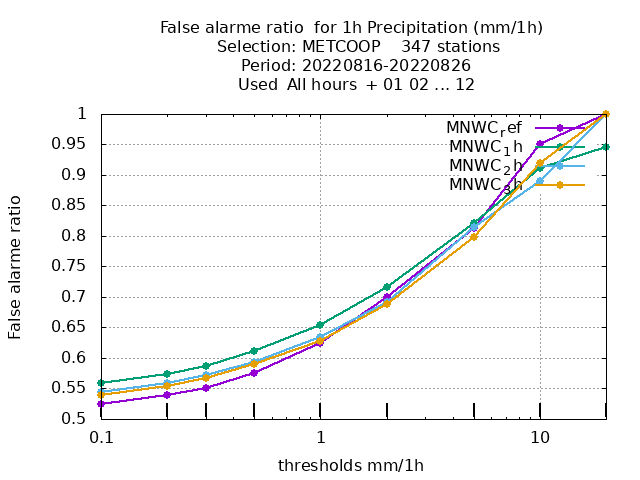 False alarme ratio  for 1h Precipitation (mm/1h)
Selection: METCOOP    347 stations
Period: 20220816-20220826
Used  All hours  + 01 02 ... 12
1
0.95
0.9
0.85
0.8
0.75
0.7
0.65
0.6
0.55
0.5
False alarme ratio
MNWC_ref
MNWC_1h
MNWC_2h
MNWC_3h
0.1
1
10
thresholds mm/1h